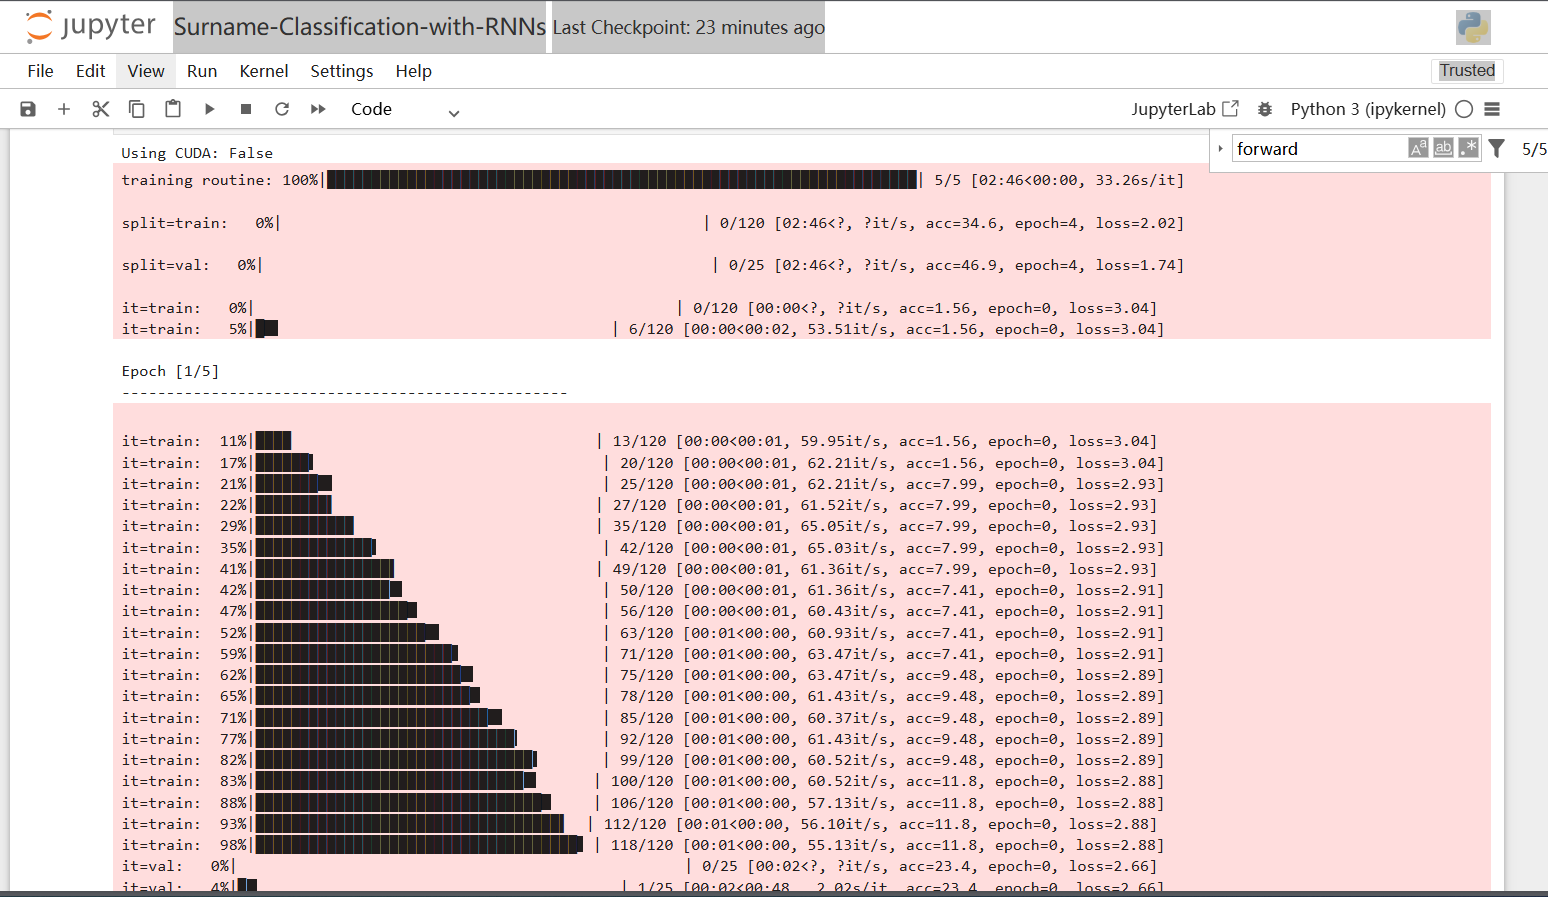 jupyter Surname-Classification-with-RNNs Last Checkpoint: 23 minutes ago
File Edit View Run Kernel Settings Help Trusted
Code JupyterLab Python 3 (ipykernel)
forward Aa ab .* 5/5
Using CUDA: False
training routine: 100%| | 5/5 [02:46<00:00, 33.26s/it]
split=train: 0%| | 0/120 [02:46<?, ?it/s, acc=34.6, epoch=4, loss=2.02]
split=val: 0%| | 0/25 [02:46<?, ?it/s, acc=46.9, epoch=4, loss=1.74]
it=train: 0%| | 0/120 [00:00<?, ?it/s, acc=1.56, epoch=0, loss=3.04]
it=train: 5%| | 6/120 [00:00<00:02, 53.51it/s, acc=1.56, epoch=0, loss=3.04]
Epoch [1/5]
--------------------------------------------------
it=train: 11%| | 13/120 [00:00<00:01, 59.95it/s, acc=1.56, epoch=0, loss=3.04]
it=train: 17%| | 20/120 [00:00<00:01, 62.21it/s, acc=1.56, epoch=0, loss=3.04]
it=train: 21%| | 25/120 [00:00<00:01, 62.21it/s, acc=7.99, epoch=0, loss=2.93]
it=train: 22%| | 27/120 [00:00<00:01, 61.52it/s, acc=7.99, epoch=0, loss=2.93]
it=train: 29%| | 35/120 [00:00<00:01, 65.05it/s, acc=7.99, epoch=0, loss=2.93]
it=train: 35%| | 42/120 [00:00<00:01, 65.03it/s, acc=7.99, epoch=0, loss=2.93]
it=train: 41%| | 49/120 [00:00<00:01, 61.36it/s, acc=7.99, epoch=0, loss=2.93]
it=train: 42%| | 50/120 [00:00<00:01, 61.36it/s, acc=7.41, epoch=0, loss=2.91]
it=train: 47%| | 56/120 [00:00<00:01, 60.43it/s, acc=7.41, epoch=0, loss=2.91]
it=train: 52%| | 63/120 [00:01<00:00, 60.93it/s, acc=7.41, epoch=0, loss=2.91]
it=train: 59%| | 71/120 [00:01<00:00, 63.47it/s, acc=7.41, epoch=0, loss=2.91]
it=train: 62%| | 75/120 [00:01<00:00, 63.47it/s, acc=9.48, epoch=0, loss=2.89]
it=train: 65%| | 78/120 [00:01<00:00, 61.43it/s, acc=9.48, epoch=0, loss=2.89]
it=train: 71%| | 85/120 [00:01<00:00, 60.37it/s, acc=9.48, epoch=0, loss=2.89]
it=train: 77%| | 92/120 [00:01<00:00, 61.43it/s, acc=9.48, epoch=0, loss=2.89]
it=train: 82%| | 99/120 [00:01<00:00, 60.52it/s, acc=9.48, epoch=0, loss=2.89]
it=train: 83%| | 100/120 [00:01<00:00, 60.52it/s, acc=11.8, epoch=0, loss=2.88]
it=train: 88%| | 106/120 [00:01<00:00, 57.13it/s, acc=11.8, epoch=0, loss=2.88]
it=train: 93%| | 112/120 [00:01<00:00, 56.10it/s, acc=11.8, epoch=0, loss=2.88]
it=train: 98%| | 118/120 [00:01<00:00, 55.13it/s, acc=11.8, epoch=0, loss=2.88]
it=val: 0%| | 0/25 [00:02<?, ?it/s, acc=23.4, epoch=0, loss=2.66]
it=val: 4%| | 1/25 [00:02<00:48, 2.02s/it, acc=23.4, epoch=0, loss=2.66]